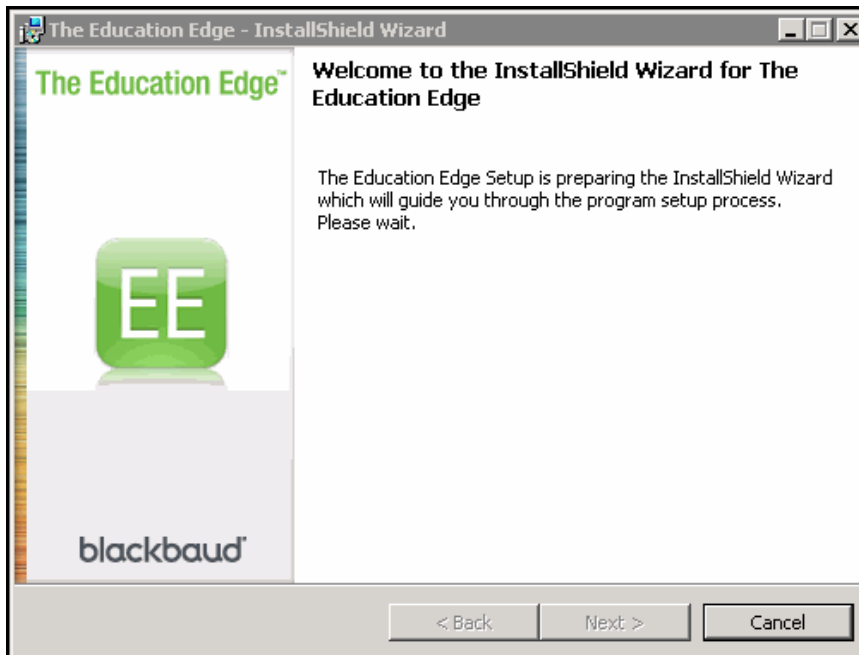 The Education Edge - InstallShield Wizard
The Education Edge™
Welcome to the InstallShield Wizard for The
Education Edge
The Education Edge Setup is preparing the InstallShield Wizard
which will guide you through the program setup process.
Please wait.
EE
blackbaud
< Back
Next >
Cancel